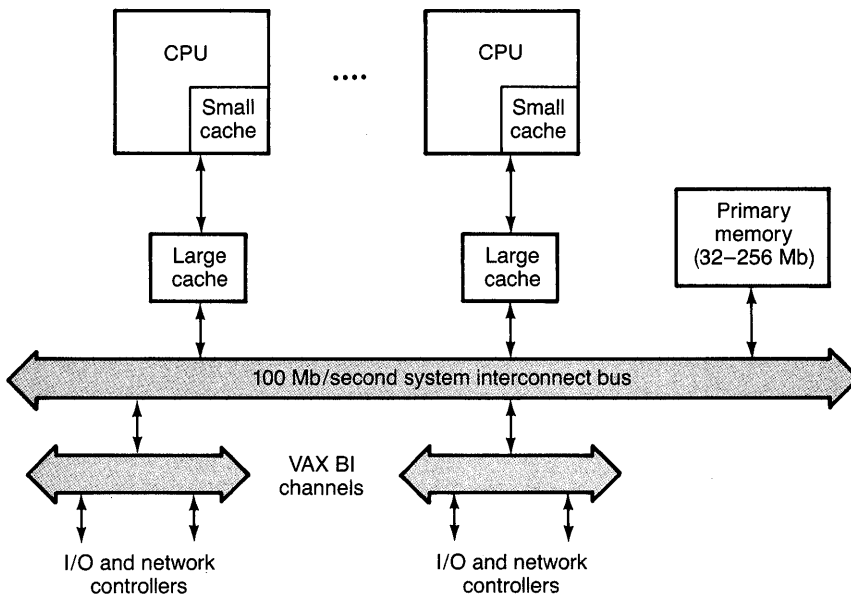 CPU
Small
cache
....
CPU
Small
cache
Large
cache
Large
cache
Primary
memory
(32–256 Mb)
100 Mb/second system interconnect bus
VAX BI
channels
I/O and network
controllers
I/O and network
controllers